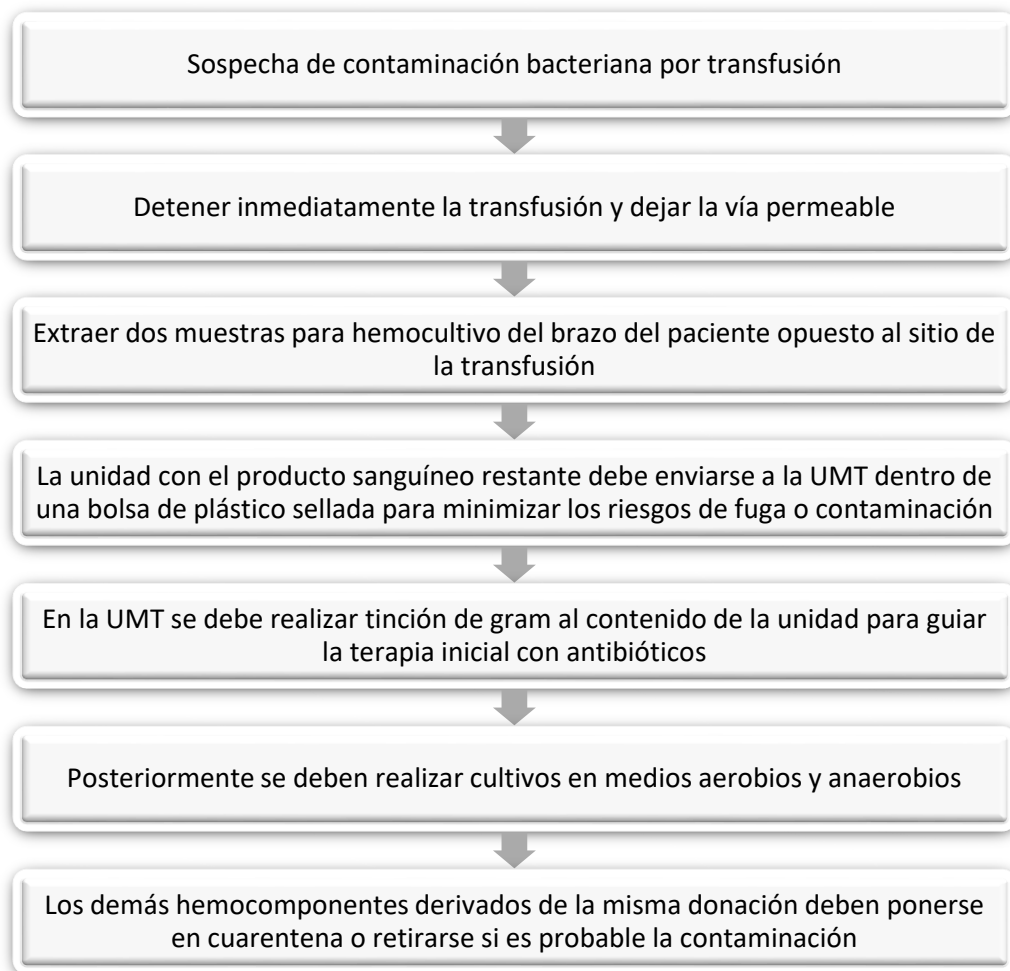 Sospecha de contaminación bacteriana por transfusión
Detener inmediatamente la transfusión y dejar la vía permeable
Extraer dos muestras para hemocultivo del brazo del paciente opuesto al sitio de
la transfusión
La unidad con el producto sanguíneo restante debe enviarse a la UMT dentro de
una bolsa de plástico sellada para minimizar los riesgos de fuga o contaminación
En la UMT se debe realizar tinción de gram al contenido de la unidad para guiar
la terapia inicial con antibióticos
Posteriormente se deben realizar cultivos en medios aerobios y anaerobios
Los demás hemocomponentes derivados de la misma donación deben ponerse
en cuarentena o retirarse si es probable la contaminación